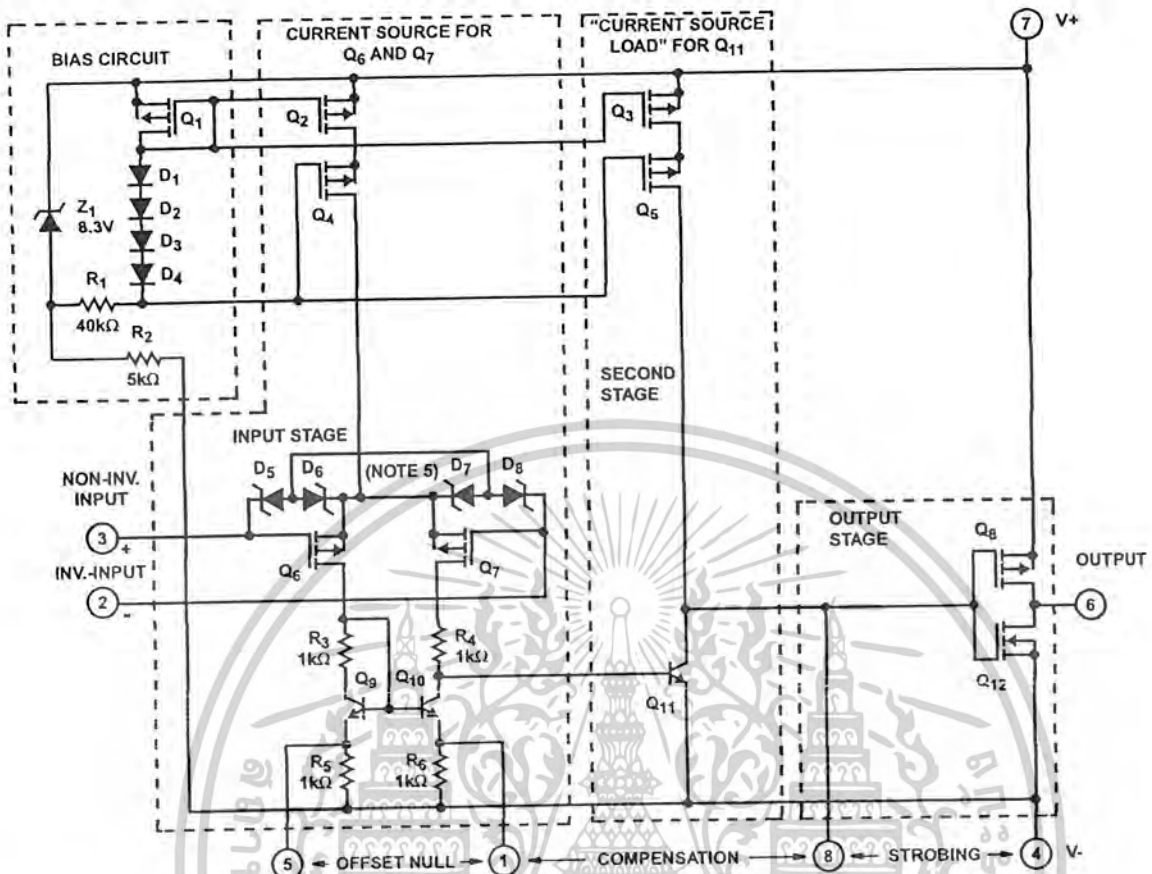 "CURRENT SOURCE
LOAD" FOR Q11
CURRENT SOURCE FOR
Q6 AND Q7
BIAS CIRCUIT
7 V+
Q1
Q2
Q3
D1
D2
D3
D4
Z1
8.3V
Q4
Q5
R1
40kΩ
R2
5kΩ
SECOND
STAGE
INPUT STAGE
D5 D6 (NOTE 5) D7 D8
NON-INV.
INPUT
3 +
INV.-INPUT
2 -
Q6
Q7
OUTPUT
STAGE
Q8
OUTPUT
6
Q12
R3
1kΩ
R4
1kΩ
Q9
Q10
Q11
R5
1kΩ
R6
1kΩ
5 OFFSET NULL 1 COMPENSATION 8 STROBING 4 V-